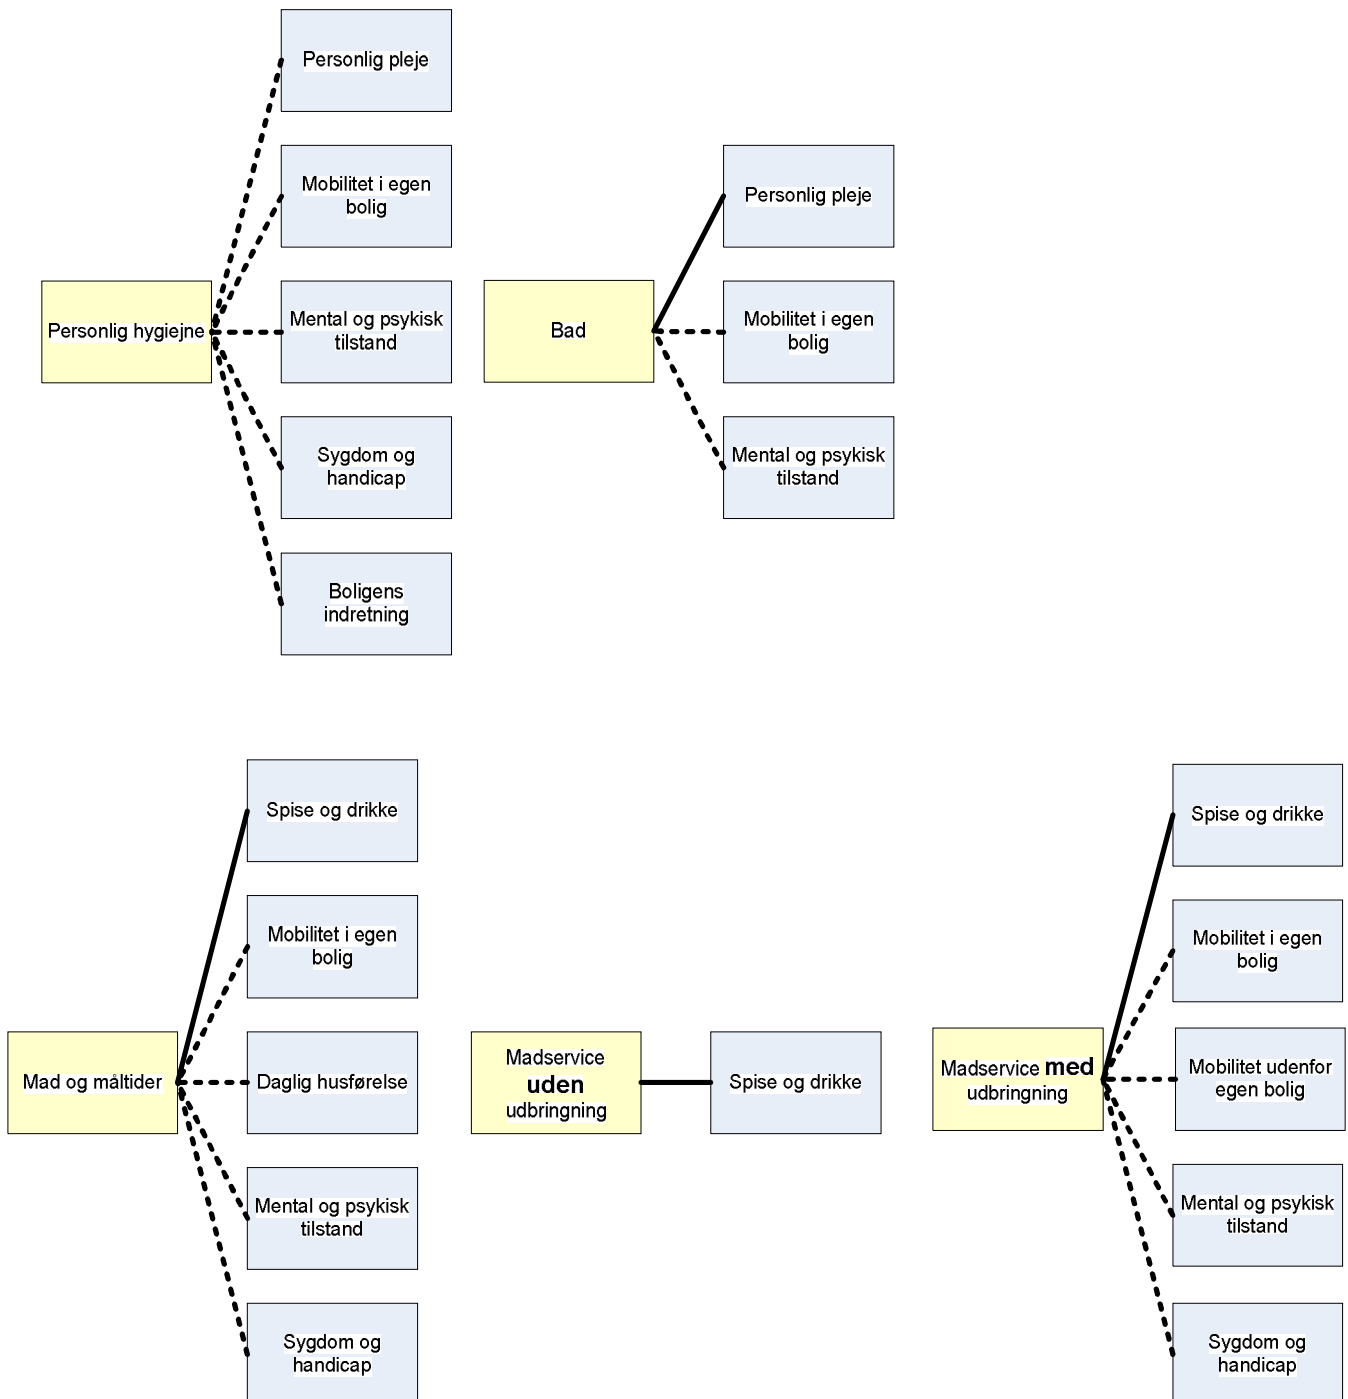 Personlig pleje
Mobilitet i egen
bolig
Personlig hygiejne
Mental og psykisk
tilstand
Sygdom og
handicap
Boligens
indretning
Personlig pleje
Bad
Mobilitet i egen
bolig
Mental og psykisk
tilstand
Spise og drikke
Mobilitet i egen
bolig
Mad og måltider
Daglig husførelse
Mental og psykisk
tilstand
Sygdom og
handicap
Madservice
uden
udbringning
Spise og drikke
Spise og drikke
Mobilitet i egen
bolig
Madservice med
udbringning
Mobilitet udenfor
egen bolig
Mental og psykisk
tilstand
Sygdom og
handicap